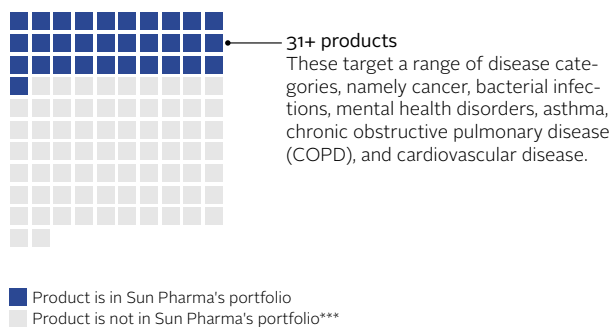 31+ products
These target a range of disease cate-
gories, namely cancer, bacterial infec-
tions, mental health disorders, asthma,
chronic obstructive pulmonary disease
(COPD), and cardiovascular disease.
Product is in Sun Pharma's portfolio
Product is not in Sun Pharma's portfolio***